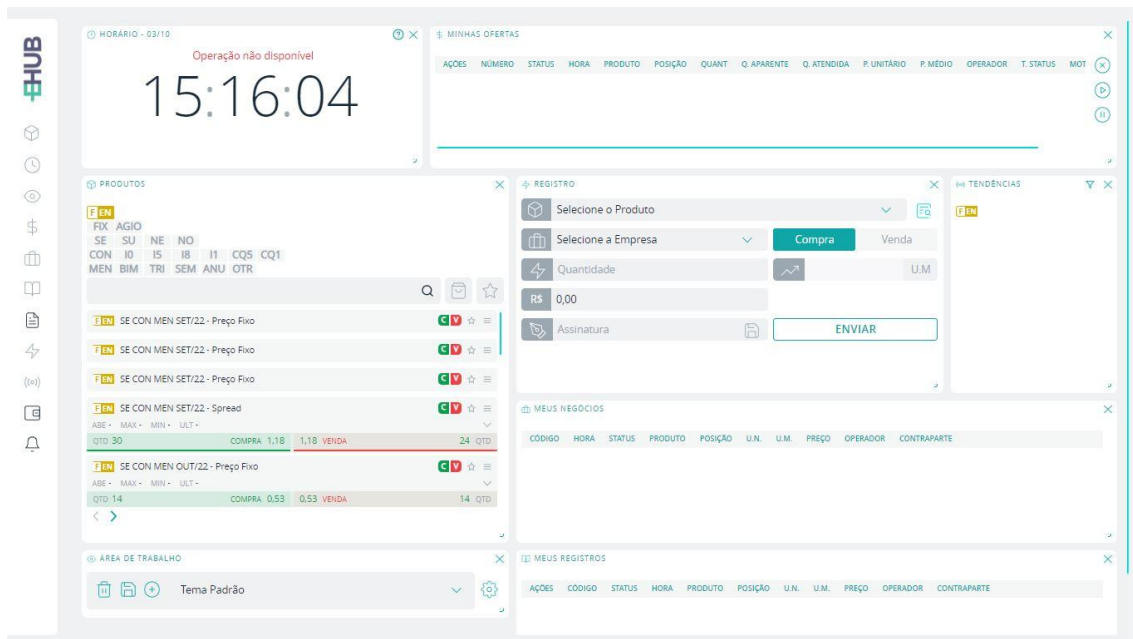 EHUB
HORÁRIO - 03/10
Operação não disponível
15:16:04
MINHAS OFERTAS
AÇÕES NÚMERO STATUS HORA PRODUTO POSIÇÃO QUANT Q. APARENTE Q. ATENDIDA P. UNITÁRIO P. MÉDIO OPERADOR T. STATUS MOT
PRODUTOS
F EN
FIX AGIO
SE SU NE NO
CON I0 I5 I8 I1 CQ5 CQ1
MEN BIM TRI SEM ANU OTR
F EN SE CON MEN SET/22 - Preço Fixo C V
F EN SE CON MEN SET/22 - Preço Fixo C V
F EN SE CON MEN SET/22 - Preço Fixo C V
F EN SE CON MEN SET/22 - Spread C V
ABE - MAX - MIN - ULT -
QTD 30 COMPRA 1,18 1,18 VENDA 24 QTD
F EN SE CON MEN OUT/22 - Preço Fixo C V
ABE - MAX - MIN - ULT -
QTD 14 COMPRA 0,53 0,53 VENDA 14 QTD
REGISTRO
Selecione o Produto
Selecione a Empresa Compra Venda
Quantidade U.M
R$ 0,00
Assinatura ENVIAR
TENDÊNCIAS
F EN
MEUS NEGÓCIOS
CÓDIGO HORA STATUS PRODUTO POSIÇÃO U.N. U.M. PREÇO OPERADOR CONTRAPARTE
ÁREA DE TRABALHO
Tema Padrão
MEUS REGISTROS
AÇÕES CÓDIGO STATUS HORA PRODUTO POSIÇÃO U.N. U.M. PREÇO OPERADOR CONTRAPARTE